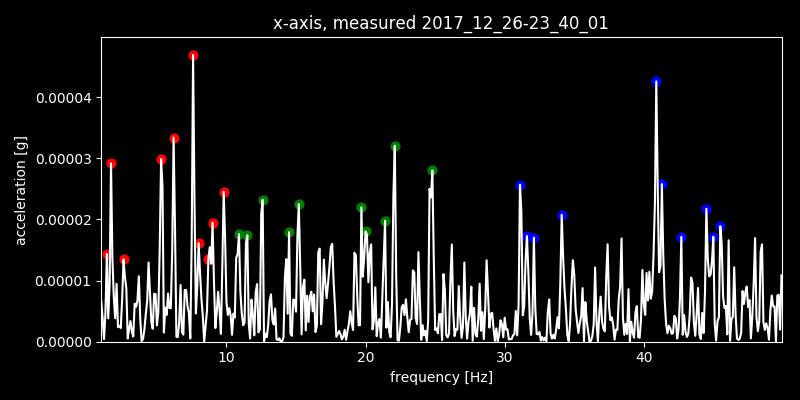 x-axis, measured 2017_12_26-23_40_01
acceleration [g]
0.00004
0.00003
0.00002
0.00001
0.00000
10 20 30 40
frequency [Hz]